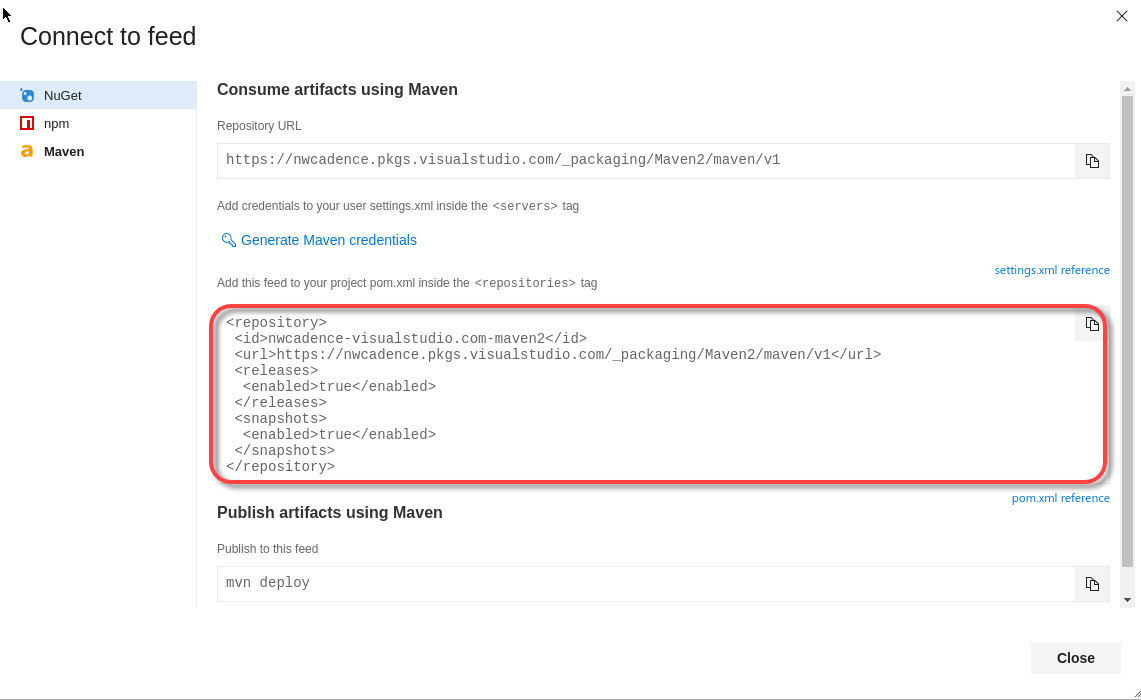 Connect to feed
NuGet
npm
Maven
Consume artifacts using Maven
Repository URL
https://nwcadence.pkgs.visualstudio.com/_packaging/Maven2/maven/v1
Add credentials to your user settings.xml inside the <servers> tag
Generate Maven credentials
settings.xml reference
Add this feed to your project pom.xml inside the <repositories> tag
<repository>
 <id>nwcadence-visualstudio.com-maven2</id>
 <url>https://nwcadence.pkgs.visualstudio.com/_packaging/Maven2/maven/v1</url>
 <releases>
  <enabled>true</enabled>
 </releases>
 <snapshots>
  <enabled>true</enabled>
 </snapshots>
</repository>
pom.xml reference
Publish artifacts using Maven
Publish to this feed
mvn deploy
Close